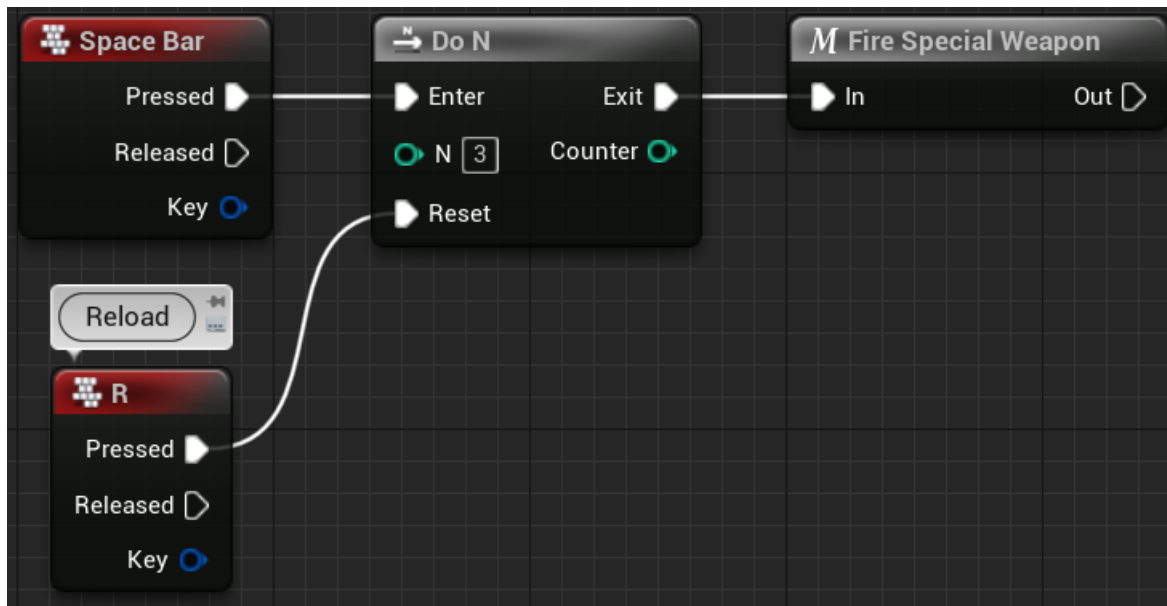 Space Bar
Pressed
Released
Key
Do N
Enter
Exit
N 3
Counter
Reset
M Fire Special Weapon
In
Out
Reload
R
Pressed
Released
Key